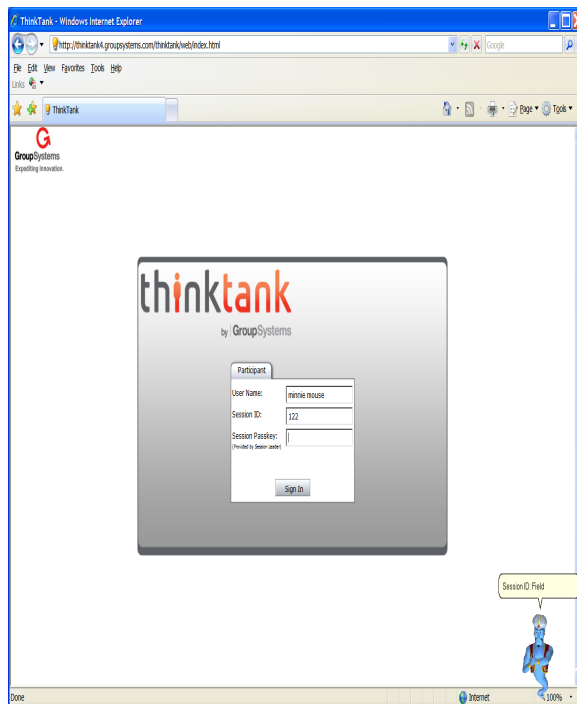 ThinkTank - Windows Internet Explorer
http://thinktank4.groupsystems.com/thinktank/web/index.html
Google
File Edit View Favorites Tools Help
Links
ThinkTank
Page Tools
GroupSystems
Expediting Innovation.
thinktank
by GroupSystems
Participant
User Name: minnie mouse
Session ID: 122
Session Passkey:
(Provided by Session Leader)
Sign In
Session ID: Field
Done Internet 100%